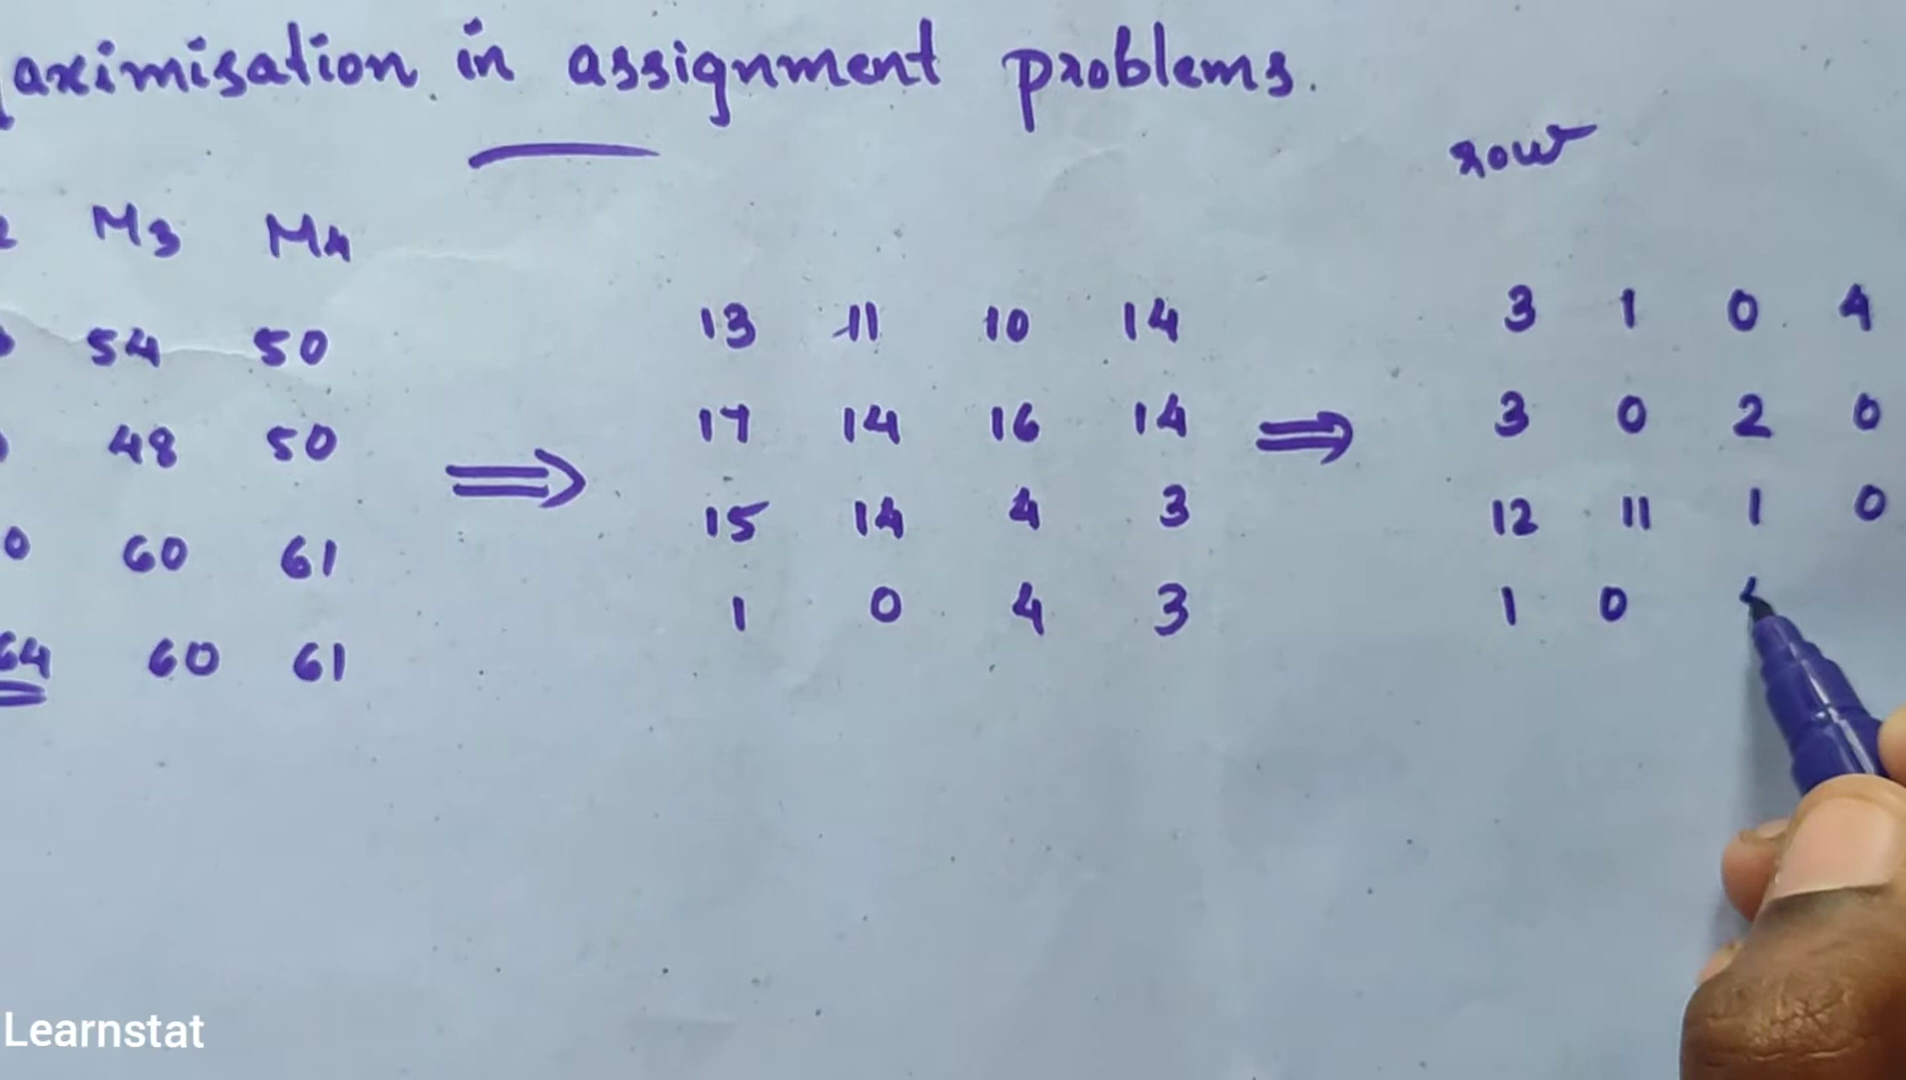 aximisation in assignment problems.
row
M3 M4
54 50
48 50
0 60 61
64 60 61
13 11 10 14
17 14 16 14
15 14 4 3
1 0 4 3
3 1 0 4
3 0 2 0
12 11 1 0
1 0
Learnstat